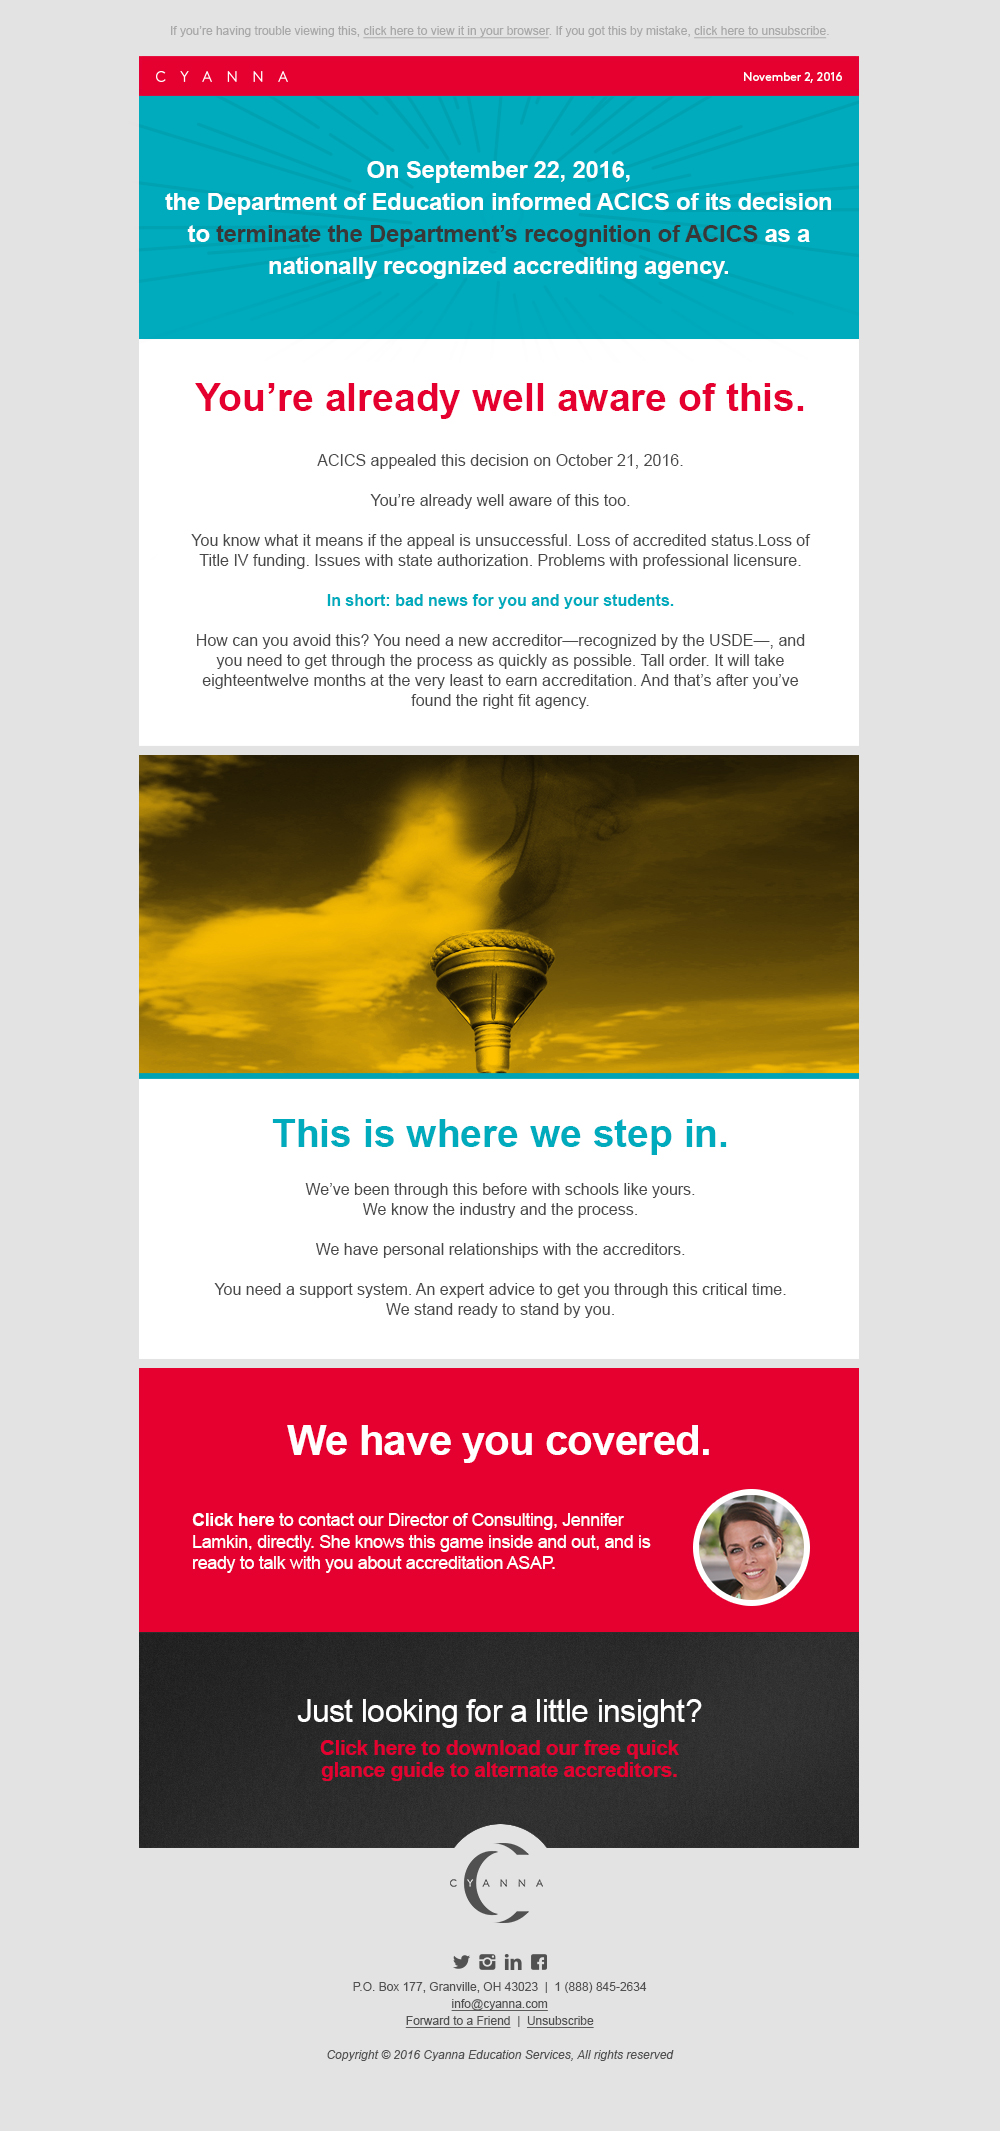 If you’re having trouble viewing this, click here to view it in your browser. If you got this by mistake, click here to unsubscribe.
C Y A N N A
November 2, 2016
On September 22, 2016,
the Department of Education informed ACICS of its decision
to terminate the Department’s recognition of ACICS as a
nationally recognized accrediting agency.
You’re already well aware of this.
ACICS appealed this decision on October 21, 2016.
You’re already well aware of this too.
You know what it means if the appeal is unsuccessful. Loss of accredited status.Loss of
Title IV funding. Issues with state authorization. Problems with professional licensure.
In short: bad news for you and your students.
How can you avoid this? You need a new accreditor—recognized by the USDE—, and
you need to get through the process as quickly as possible. Tall order. It will take
eighteentwelve months at the very least to earn accreditation. And that’s after you’ve
found the right fit agency.
This is where we step in.
We’ve been through this before with schools like yours.
We know the industry and the process.
We have personal relationships with the accreditors.
You need a support system. An expert advice to get you through this critical time.
We stand ready to stand by you.
We have you covered.
Click here to contact our Director of Consulting, Jennifer
Lamkin, directly. She knows this game inside and out, and is
ready to talk with you about accreditation ASAP.
Just looking for a little insight?
Click here to download our free quick
glance guide to alternate accreditors.
C Y A N N A
P.O. Box 177, Granville, OH 43023 | 1 (888) 845-2634
info@cyanna.com
Forward to a Friend | Unsubscribe
Copyright © 2016 Cyanna Education Services, All rights reserved